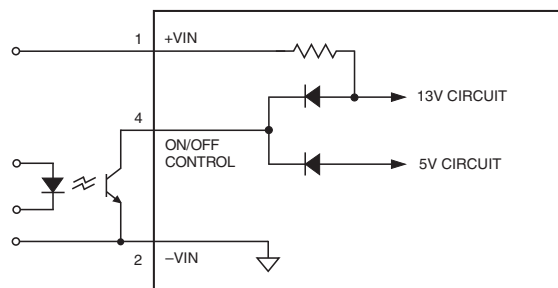 1
+VIN
13V CIRCUIT
4
ON/OFF
CONTROL
5V CIRCUIT
2
–VIN